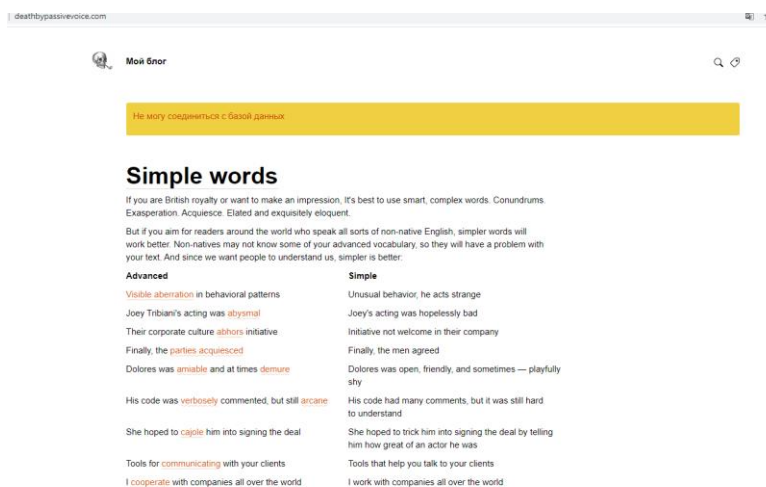 deathbypassivevoice.com
Мой блог
Не могу соединиться с базой данных
Simple words
If you are British royalty or want to make an impression, It's best to use smart, complex words. Conundrums.
Exasperation. Acquiesce. Elated and exquisitely eloquent.
But if you aim for readers around the world who speak all sorts of non-native English, simpler words will
work better. Non-natives may not know some of your advanced vocabulary, so they will have a problem with
your text. And since we want people to understand us, simpler is better:
Advanced Simple
Visible aberration in behavioral patterns Unusual behavior, he acts strange
Joey Tribiani's acting was abysmal Joey's acting was hopelessly bad
Their corporate culture abhors initiative Initiative not welcome in their company
Finally, the parties acquiesced Finally, the men agreed
Dolores was amiable and at times demure Dolores was open, friendly, and sometimes — playfully
shy
His code was verbosely commented, but still arcane His code had many comments, but it was still hard
to understand
She hoped to cajole him into signing the deal She hoped to trick him into signing the deal by telling
him how great of an actor he was
Tools for communicating with your clients Tools that help you talk to your clients
I cooperate with companies all over the world I work with companies all over the world